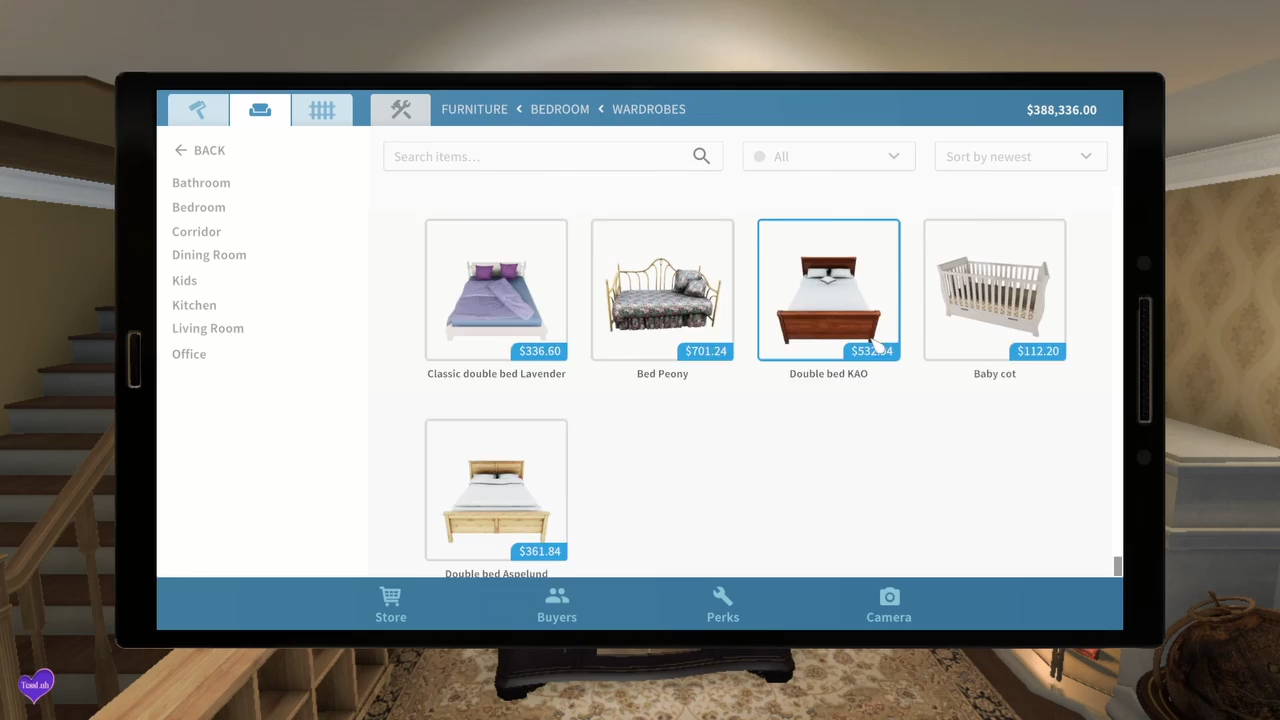 FURNITURE < BEDROOM < WARDROBES
$388,336.00
BACK
Search items...
All
Sort by newest
Bathroom
Bedroom
Corridor
Dining Room
Kids
Kitchen
Living Room
Office
$336.60
$701.24
$112.20
Classic double bed Lavender
Bed Peony
Double bed KAO
Baby cot
$361.84
Double bed Aspelund
Store
Buyers
Perks
Camera